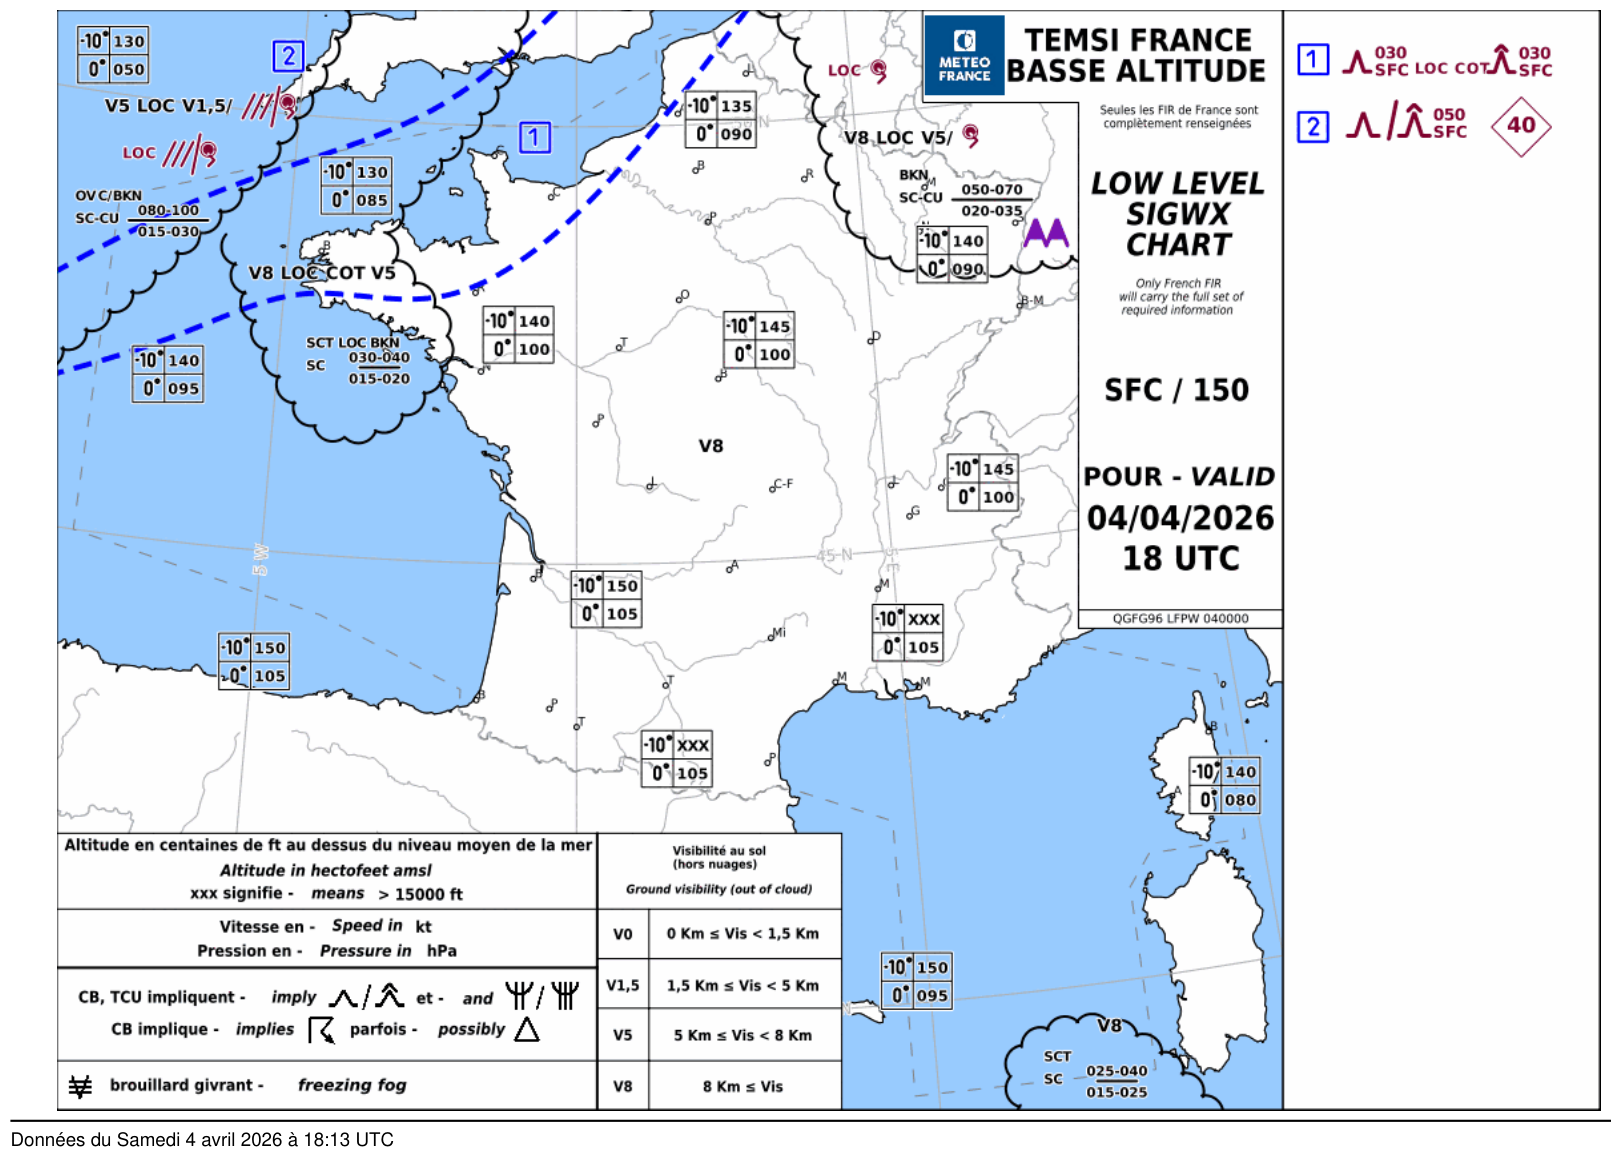 -10° 130
0° 050
2
V5 LOC V1,5/
LOC
OVC/BKN
SC-CU 080-100
015-030
-10° 130
0° 085
1
-10° 135
0° 090
LOC
V8 LOC V5/
BKN
SC-CU 050-070
020-035
-10° 140
0° 090
V8 LOC COT V5
SCT LOC BKN
SC 030-040
015-020
-10° 140
0° 095
-10° 140
0° 100
-10° 145
0° 100
V8
-10° 145
0° 100
-10° 150
0° 105
-10° XXX
0° 105
-10° 150
0° 105
-10° XXX
0° 105
-10° 140
0° 080
-10° 150
0° 095
V8
SCT
SC 025-040
015-025
5 W
45 N
B-M
C-F
Mi
METEO
FRANCE
TEMSI FRANCE
BASSE ALTITUDE
Seules les FIR de France sont
complètement renseignées
LOW LEVEL
SIGWX
CHART
Only French FIR
will carry the full set of
required information
SFC / 150
POUR - VALID
04/04/2026
18 UTC
QGFG96 LFPW 040000
1 030 SFC LOC COT 030 SFC
2 050 SFC 40
Altitude en centaines de ft au dessus du niveau moyen de la mer
Altitude in hectofeet amsl
xxx signifie - means > 15000 ft
Vitesse en - Speed in kt
Pression en - Pressure in hPa
CB, TCU impliquent - imply / et - and /
CB implique - implies parfois - possibly
brouillard givrant - freezing fog
Visibilité au sol
(hors nuages)
Ground visibility (out of cloud)
V0 0 Km ≤ Vis < 1,5 Km
V1,5 1,5 Km ≤ Vis < 5 Km
V5 5 Km ≤ Vis < 8 Km
V8 8 Km ≤ Vis
Données du Samedi 4 avril 2026 à 18:13 UTC